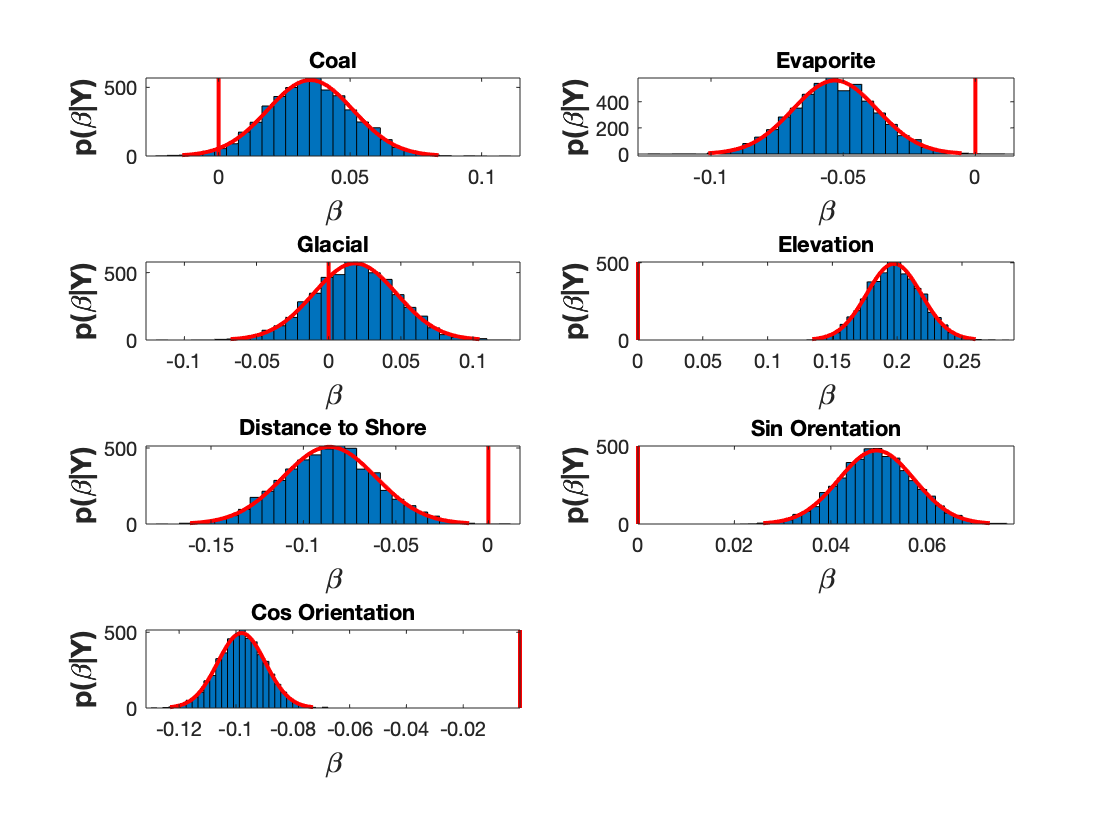 Coal
p(β|Y)
500
0
0 0.05 0.1
β
Evaporite
p(β|Y)
400
200
0
-0.1 -0.05 0
β
Glacial
p(β|Y)
500
0
-0.1 -0.05 0 0.05 0.1
β
Elevation
p(β|Y)
500
0
0 0.05 0.1 0.15 0.2 0.25
β
Distance to Shore
p(β|Y)
500
0
-0.15 -0.1 -0.05 0
β
Sin Orentation
p(β|Y)
500
0
0 0.02 0.04 0.06
β
Cos Orientation
p(β|Y)
500
0
-0.12 -0.1 -0.08 -0.06 -0.04 -0.02
β